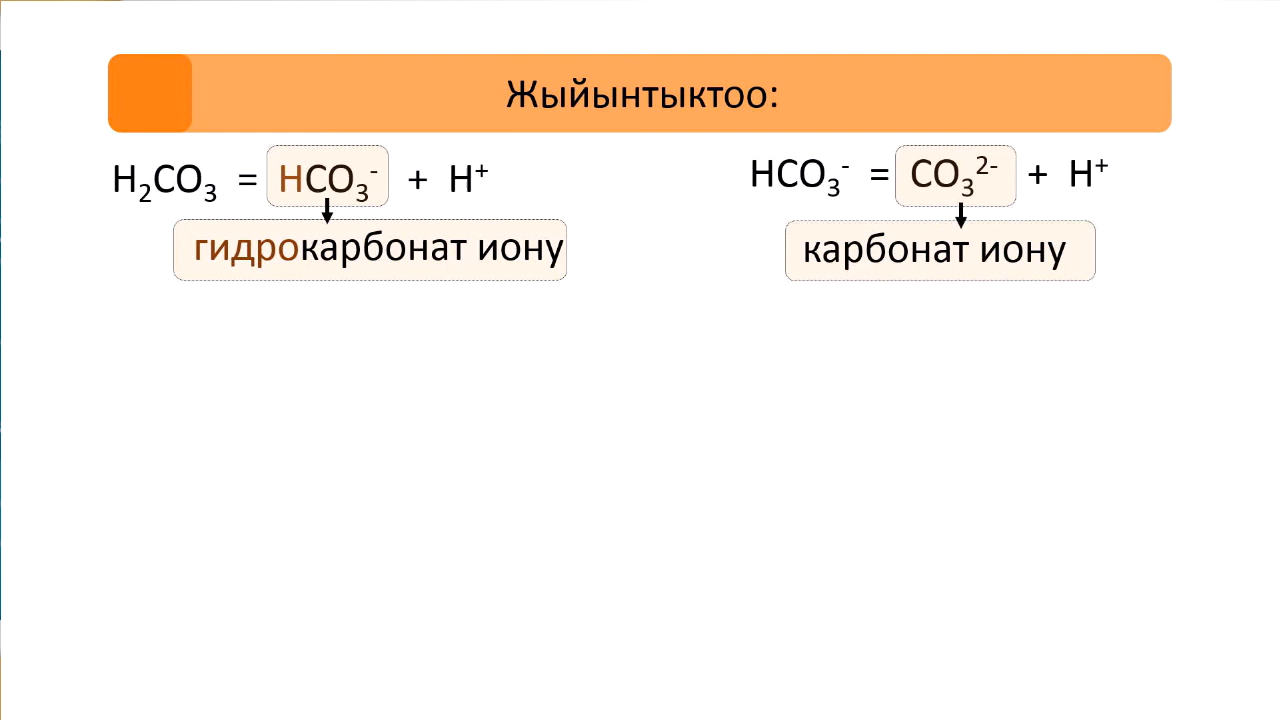 Жыйынтыктоо:
H₂CO₃ = HCO₃⁻ + H⁺
гидрокарбонат иону
HCO₃⁻ = CO₃²⁻ + H⁺
карбонат иону